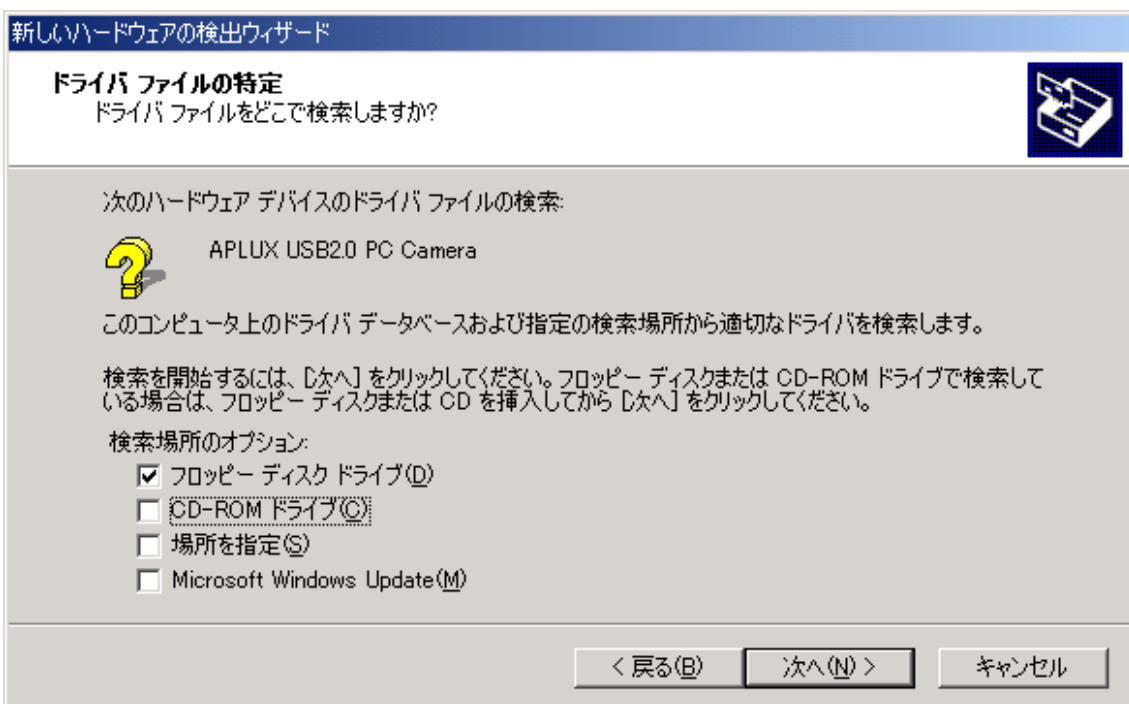 新しいハードウェアの検出ウィザード
ドライバ ファイルの特定
ドライバ ファイルをどこで検索しますか?
次のハードウェア デバイスのドライバ ファイルの検索:
APLUX USB2.0 PC Camera
このコンピュータ上のドライバ データベースおよび指定の検索場所から適切なドライバを検索します。
検索を開始するには、[次へ] をクリックしてください。フロッピー ディスクまたは CD-ROM ドライブで検索して
いる場合は、フロッピー ディスクまたは CD を挿入してから [次へ] をクリックしてください。
検索場所のオプション:
フロッピー ディスク ドライブ(D)
CD-ROM ドライブ(C)
場所を指定(S)
Microsoft Windows Update(M)
< 戻る(B) 次へ(N) > キャンセル